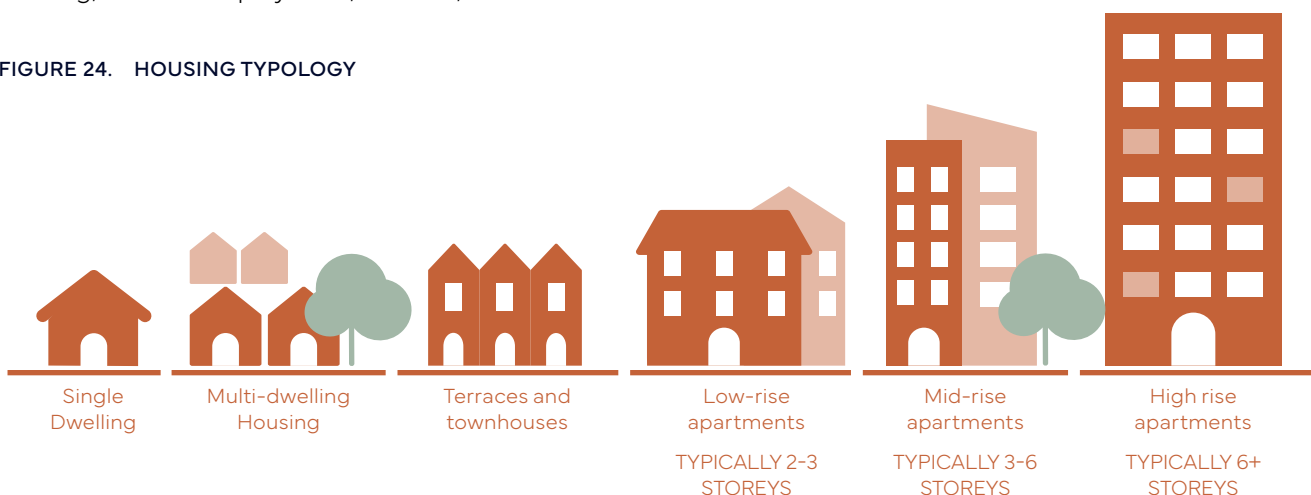 FIGURE 24. HOUSING TYPOLOGY
Single
Dwelling
Multi-dwelling
Housing
Terraces and
townhouses
Low-rise
apartments
TYPICALLY 2-3
STOREYS
Mid-rise
apartments
TYPICALLY 3-6
STOREYS
High rise
apartments
TYPICALLY 6+
STOREYS